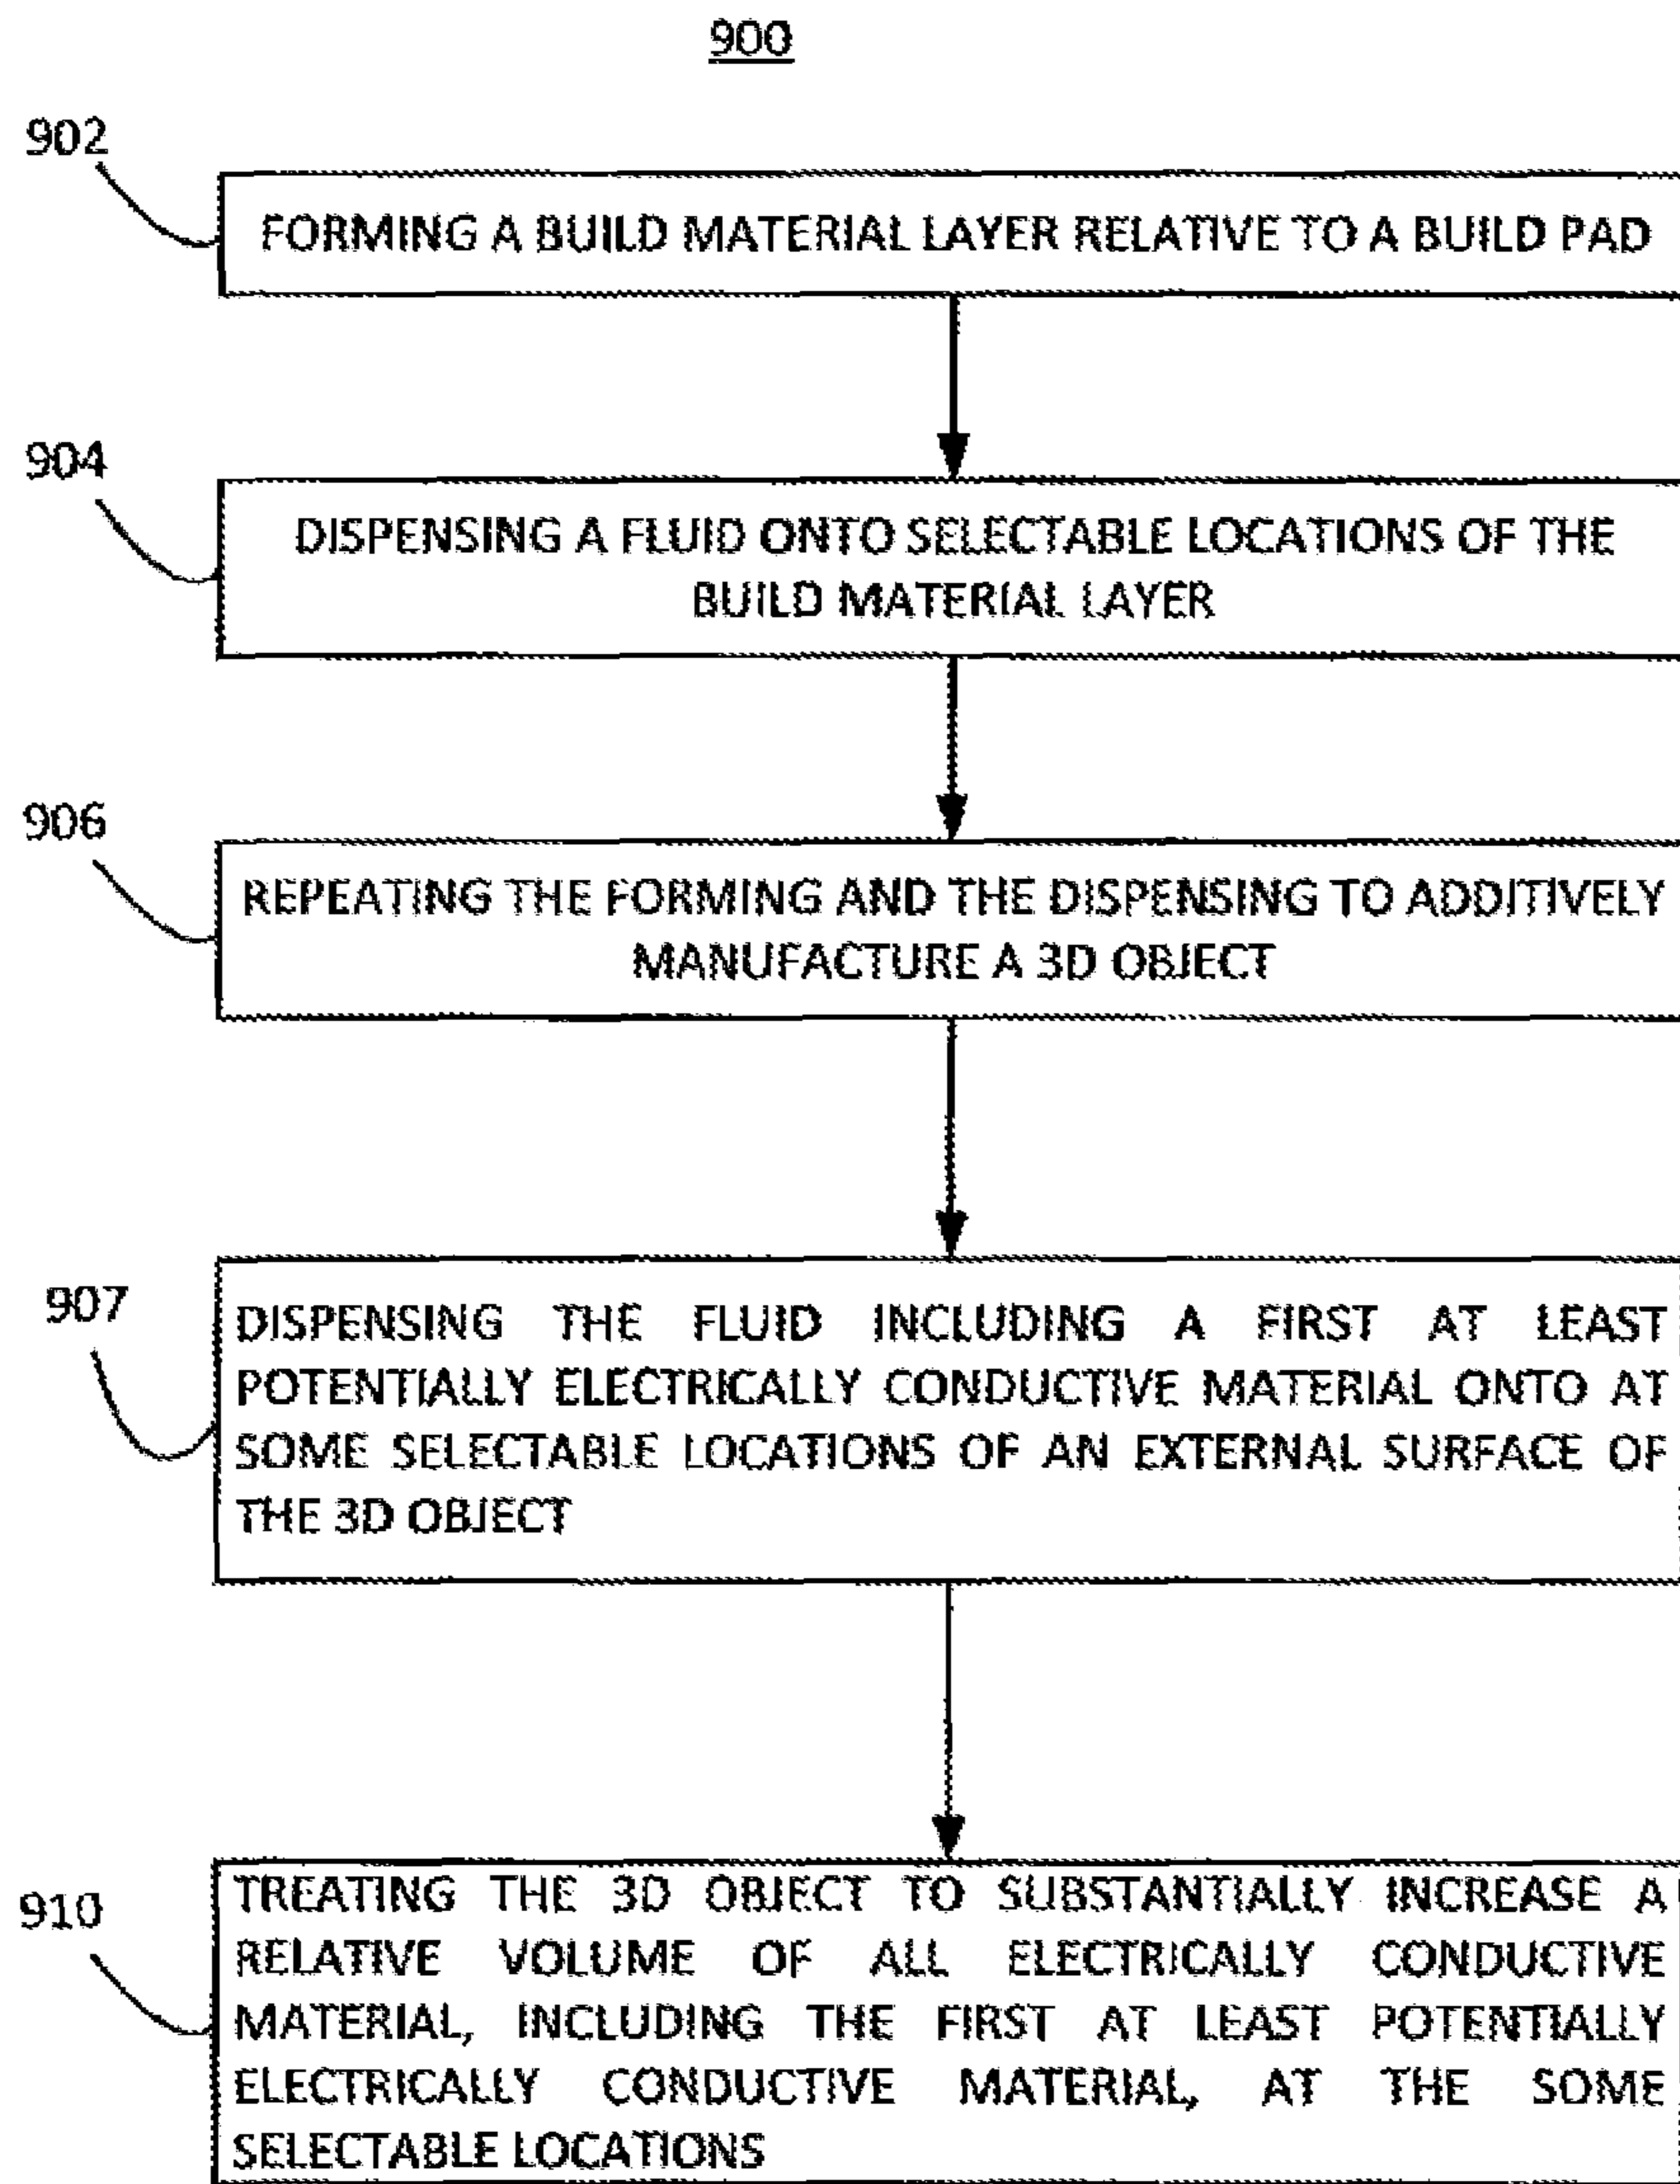 900
902
FORMING A BUILD MATERIAL LAYER RELATIVE TO A BUILD PAD
904
DISPENSING A FLUID ONTO SELECTABLE LOCATIONS OF THE
BUILD MATERIAL LAYER
906
REPEATING THE FORMING AND THE DISPENSING TO ADDITIVELY
MANUFACTURE A 3D OBJECT
907
DISPENSING THE FLUID INCLUDING A FIRST AT LEAST
POTENTIALLY ELECTRICALLY CONDUCTIVE MATERIAL ONTO AT
SOME SELECTABLE LOCATIONS OF AN EXTERNAL SURFACE OF
THE 3D OBJECT
910
TREATING THE 3D OBJECT TO SUBSTANTIALLY INCREASE A
RELATIVE VOLUME OF ALL ELECTRICALLY CONDUCTIVE
MATERIAL, INCLUDING THE FIRST AT LEAST POTENTIALLY
ELECTRICALLY CONDUCTIVE MATERIAL, AT THE SOME
SELECTABLE LOCATIONS